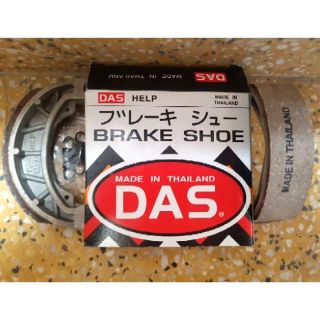 DAS
MADE IN THAILAND
DAS HELP
MADE IN
THAILAND
ブレーキ シュー
BRAKE SHOE
MADE IN THAILAND
DAS®
MADE IN THAILAND